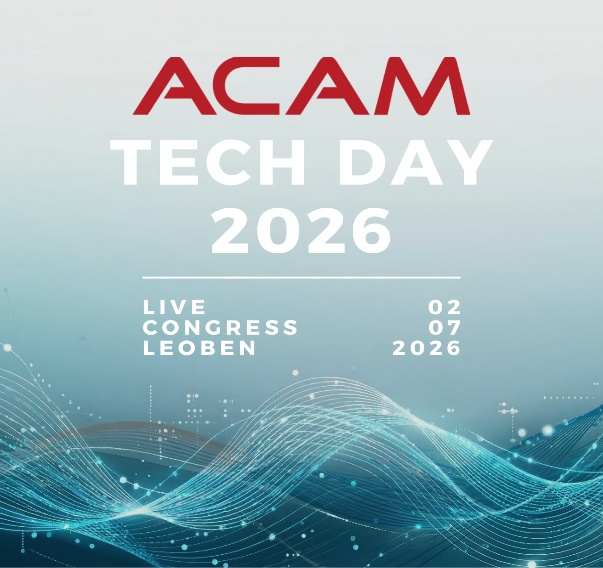 ACAM
TECH DAY
2026
LIVE
CONGRESS
LEOBEN
02
07
2026